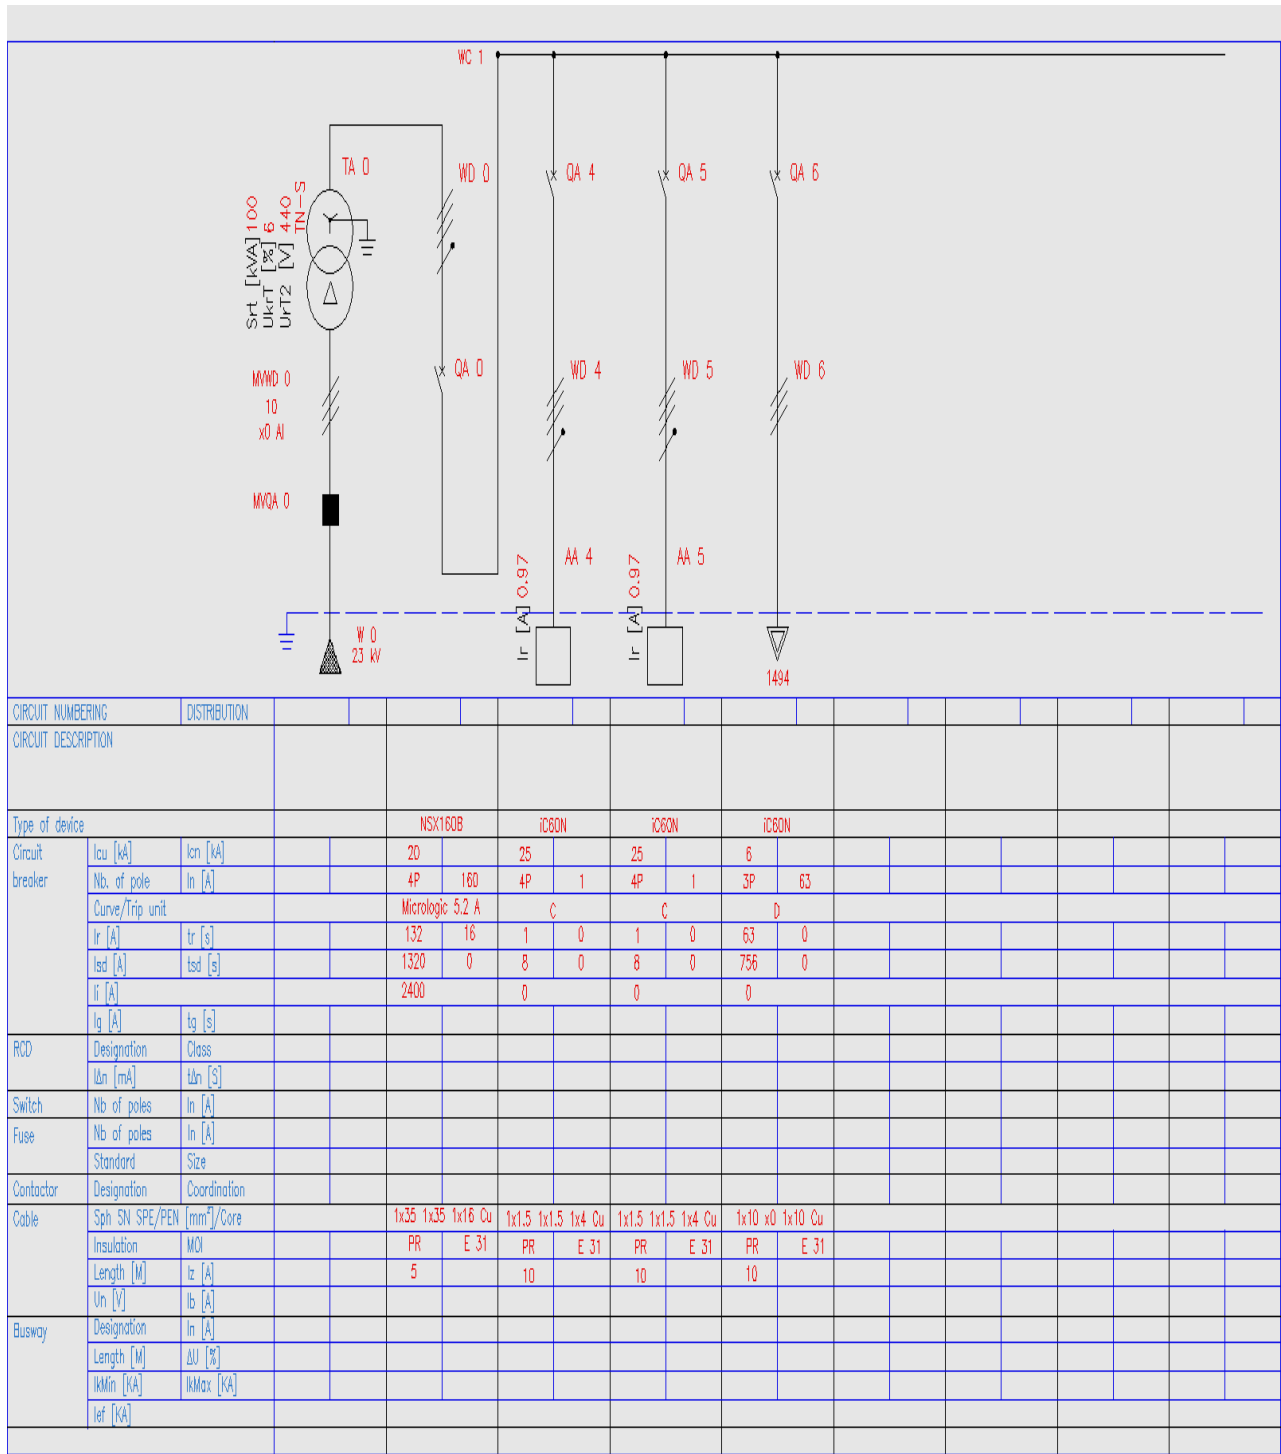 WC 1
TA 0
WD 0
QA 4
QA 5
QA 6
Srt [kVA] 100
UkrT [%] 6
UrT2 [V] 440
TN-S
MVWD 0
10
x0 Al
QA 0
WD 4
WD 5
WD 6
MVQA 0
AA 4
AA 5
Ir [A] 0.97
Ir [A] 0.97
W 0
23 kV
1494
CIRCUIT NUMBERING DISTRIBUTION
CIRCUIT DESCRIPTION
Type of device NSX160B iC60N iC60N iC60N
Circuit breaker
Icu [kA] Icn [kA] 20 25 25 6
Nb. of pole In [A] 4P 160 4P 1 4P 1 3P 63
Curve/Trip unit Micrologic 5.2 A C C D
Ir [A] tr [s] 132 16 1 0 1 0 63 0
Isd [A] tsd [s] 1320 0 8 0 8 0 756 0
Ii [A] 2400 0 0 0
Ig [A] tg [s]
RCD Designation Class
IΔn [mA] tΔn [S]
Switch Nb of poles In [A]
Fuse Nb of poles In [A]
Standard Size
Contactor Designation Coordination
Cable Sph SN SPE/PEN [mm²]/Core 1x35 1x35 1x16 Cu 1x1.5 1x1.5 1x4 Cu 1x1.5 1x1.5 1x4 Cu 1x10 x0 1x10 Cu
Insulation MOI PR E 31 PR E 31 PR E 31 PR E 31
Length [M] Iz [A] 5 10 10 10
Un [V] Ib [A]
Busway Designation In [A]
Length [M] ΔU [%]
IkMin [KA] IkMax [KA]
Ief [KA]